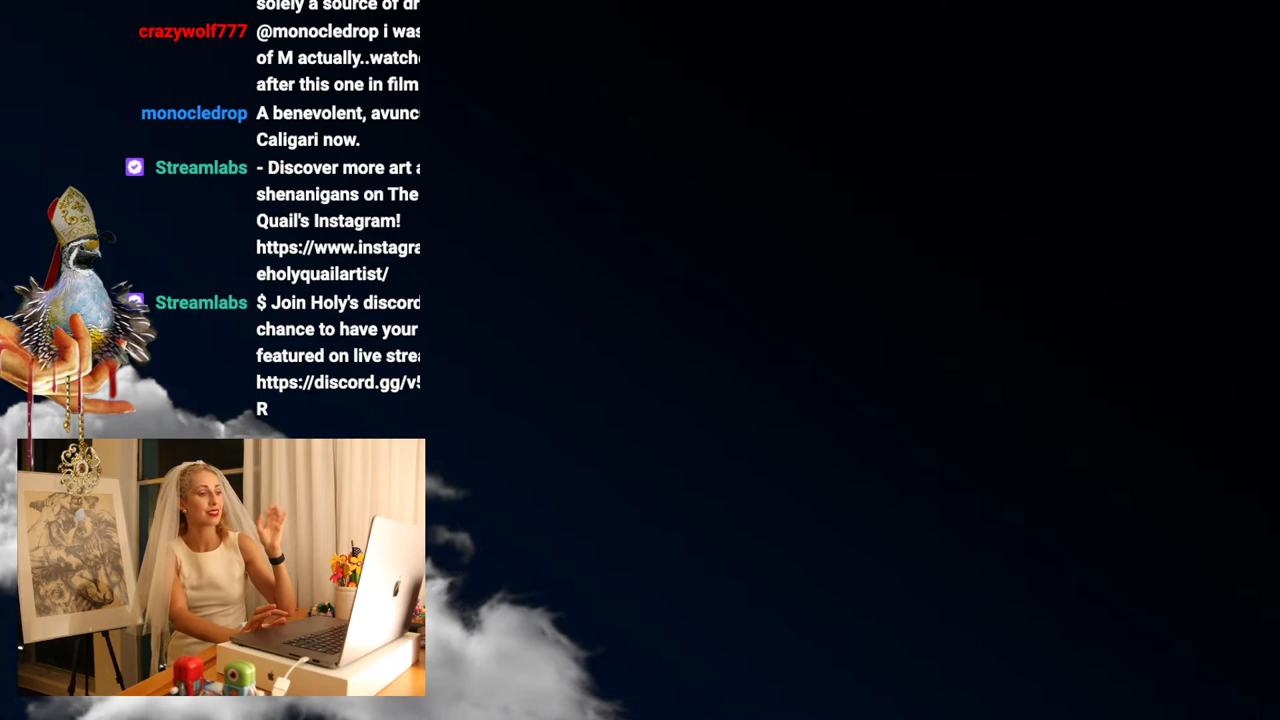 solely a source of dr
crazywolf777 @monocledrop i was
of M actually..watch
after this one in film
monocledrop A benevolent, avunc
Caligari now.
Streamlabs - Discover more art a
shenanigans on The
Quail's Instagram!
https://www.instagra
eholyquailartist/
Streamlabs $ Join Holy's discord
chance to have your
featured on live strea
https://discord.gg/v5
R